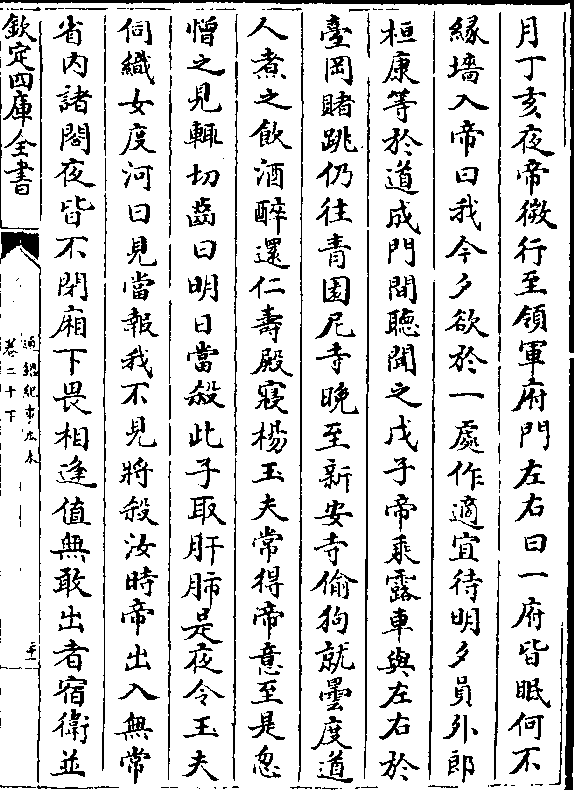 月丁亥夜帝微行至領軍府門左右曰一府皆眠何不
縁墻入帝曰我今夕欲於一處作適宜待明夕員外郎
桓康等於道成門間聽聞之戊子帝乗露車與左右於
臺岡賭跳仍往青園尼寺晚至新安寺偷狗就曇度道
人煮之飲酒醉還仁壽殿寢楊玉夫常得帝意至是忽
憎之見輒切齒曰明日當殺此子取肝肺是夜令玉夫
伺織女度河曰見當報我不見將殺汝時帝出入無常
省内諸閤夜皆不閉廂下畏相逢值無敢出者宿衛並
欽定四庫全書
通鑑紀事本末
卷二十下